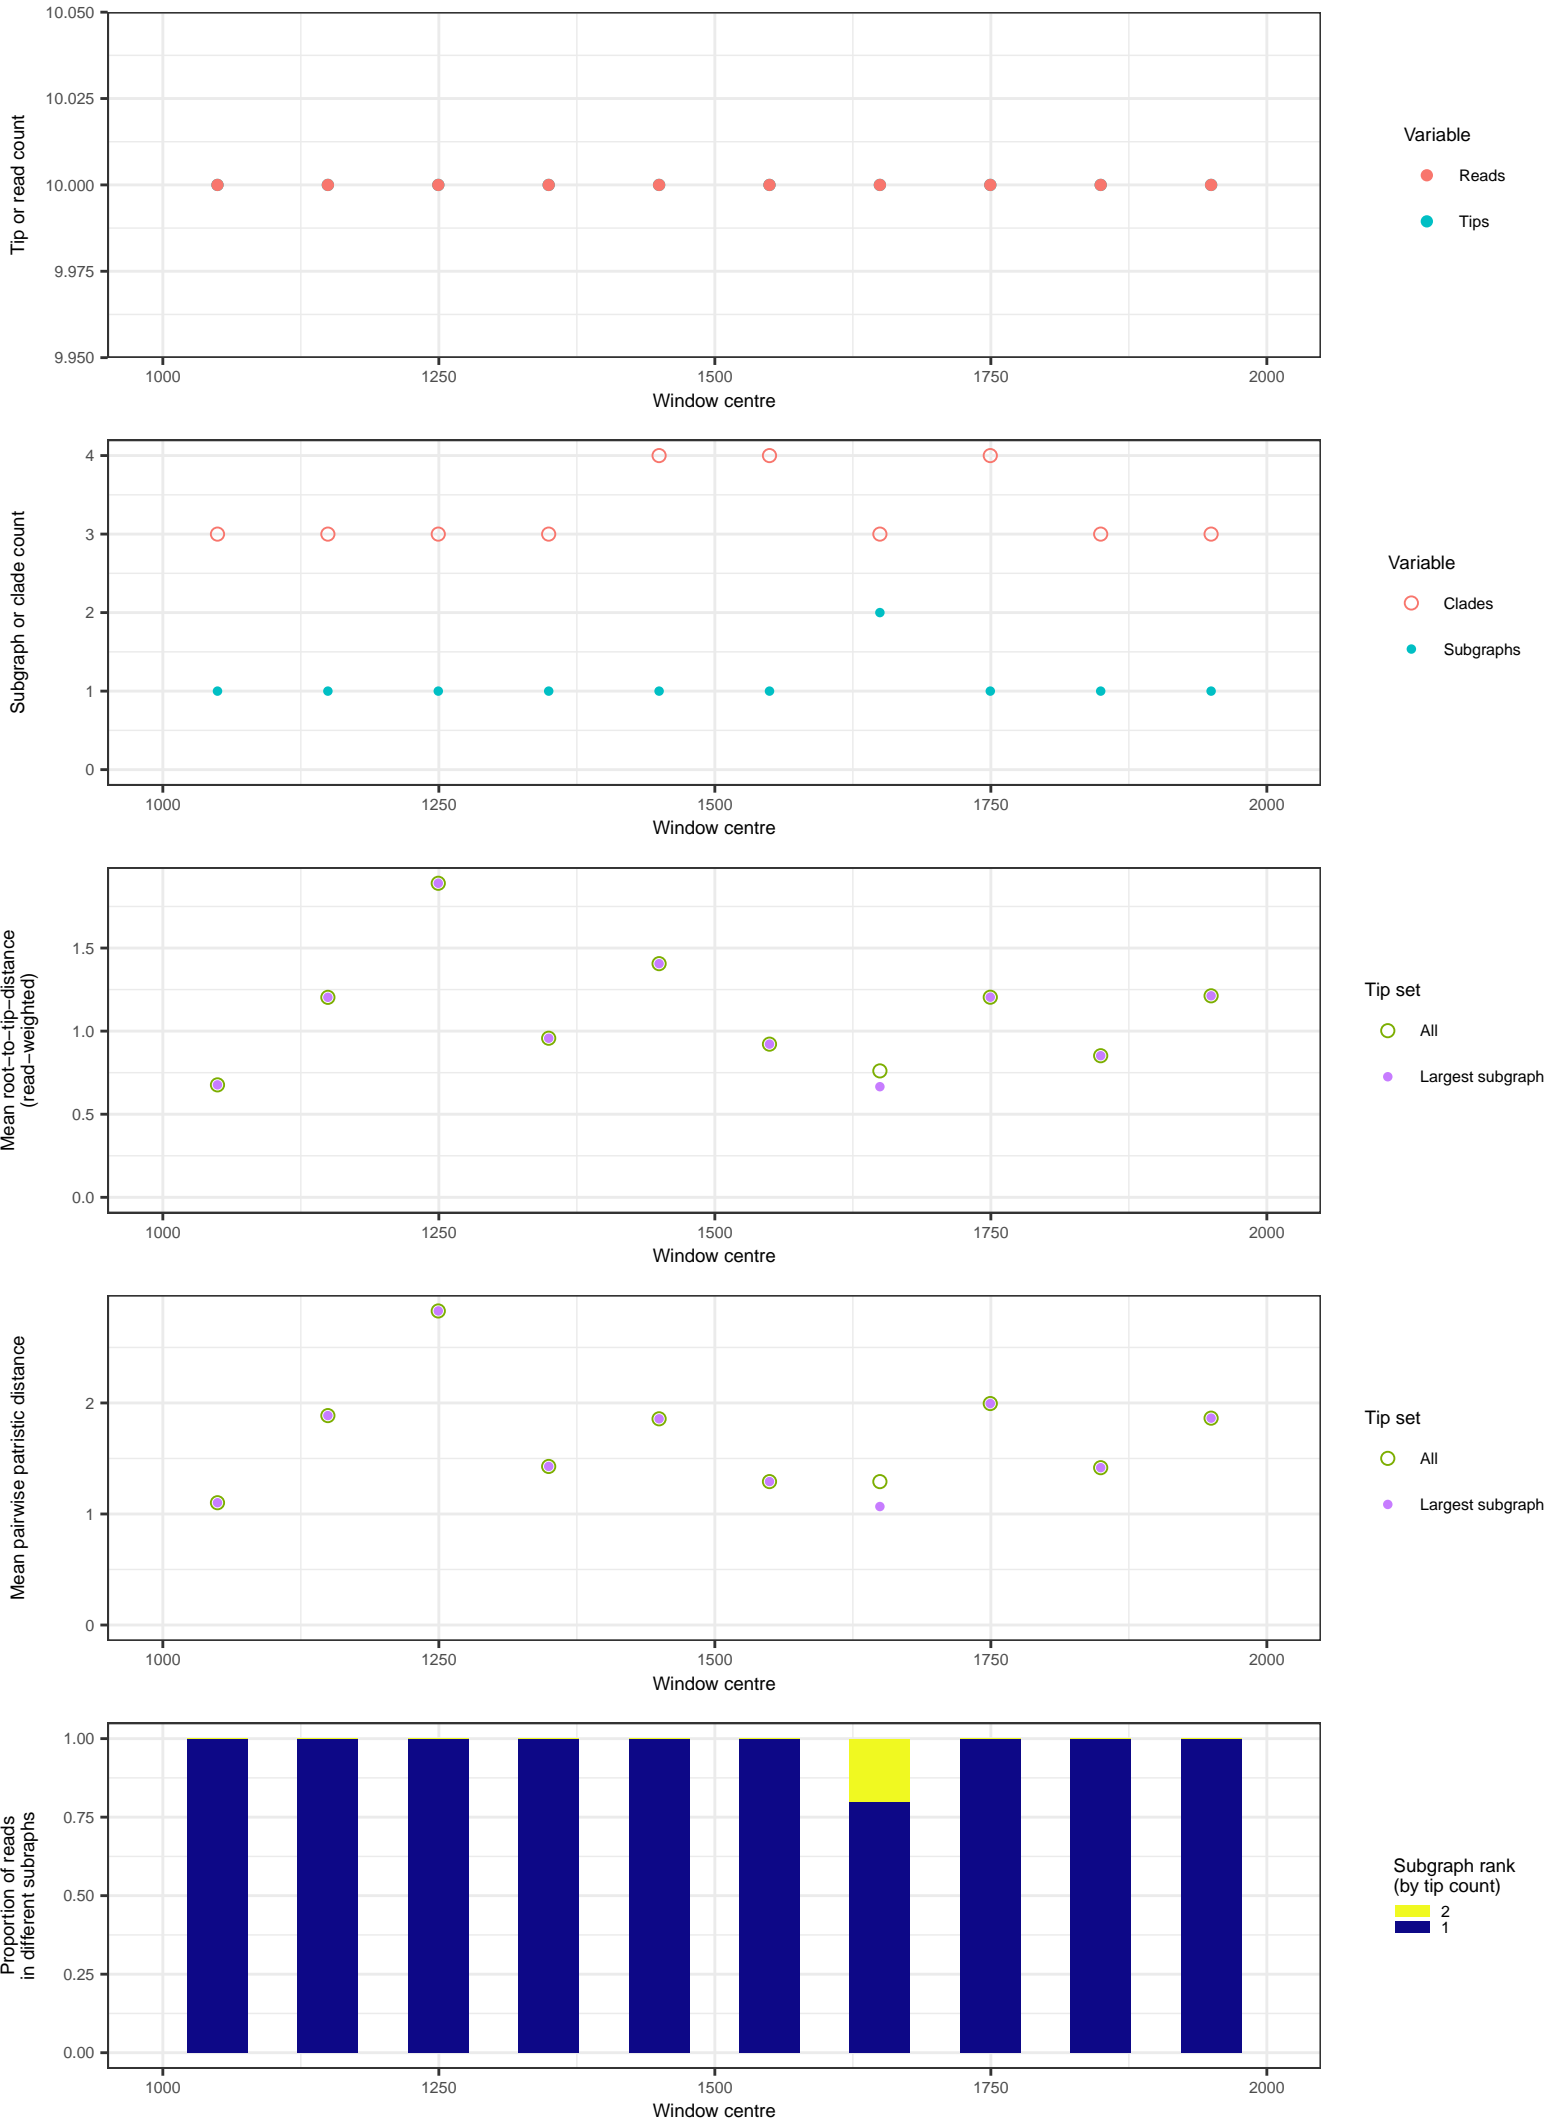 10.050
10.025
10.000
9.975
9.950
Tip or read count
1000 1250 1500 1750 2000
Window centre
Variable
Reads
Tips
4
3
2
1
0
Subgraph or clade count
1000 1250 1500 1750 2000
Window centre
Variable
Clades
Subgraphs
1.5
1.0
0.5
0.0
Mean root−to−tip−distance
(read−weighted)
1000 1250 1500 1750 2000
Window centre
Tip set
All
Largest subgraph
2
1
0
Mean pairwise patristic distance
1000 1250 1500 1750 2000
Window centre
Tip set
All
Largest subgraph
1.00
0.75
0.50
0.25
0.00
Proportion of reads
in different subraphs
1000 1250 1500 1750 2000
Window centre
Subgraph rank
(by tip count)
2
1